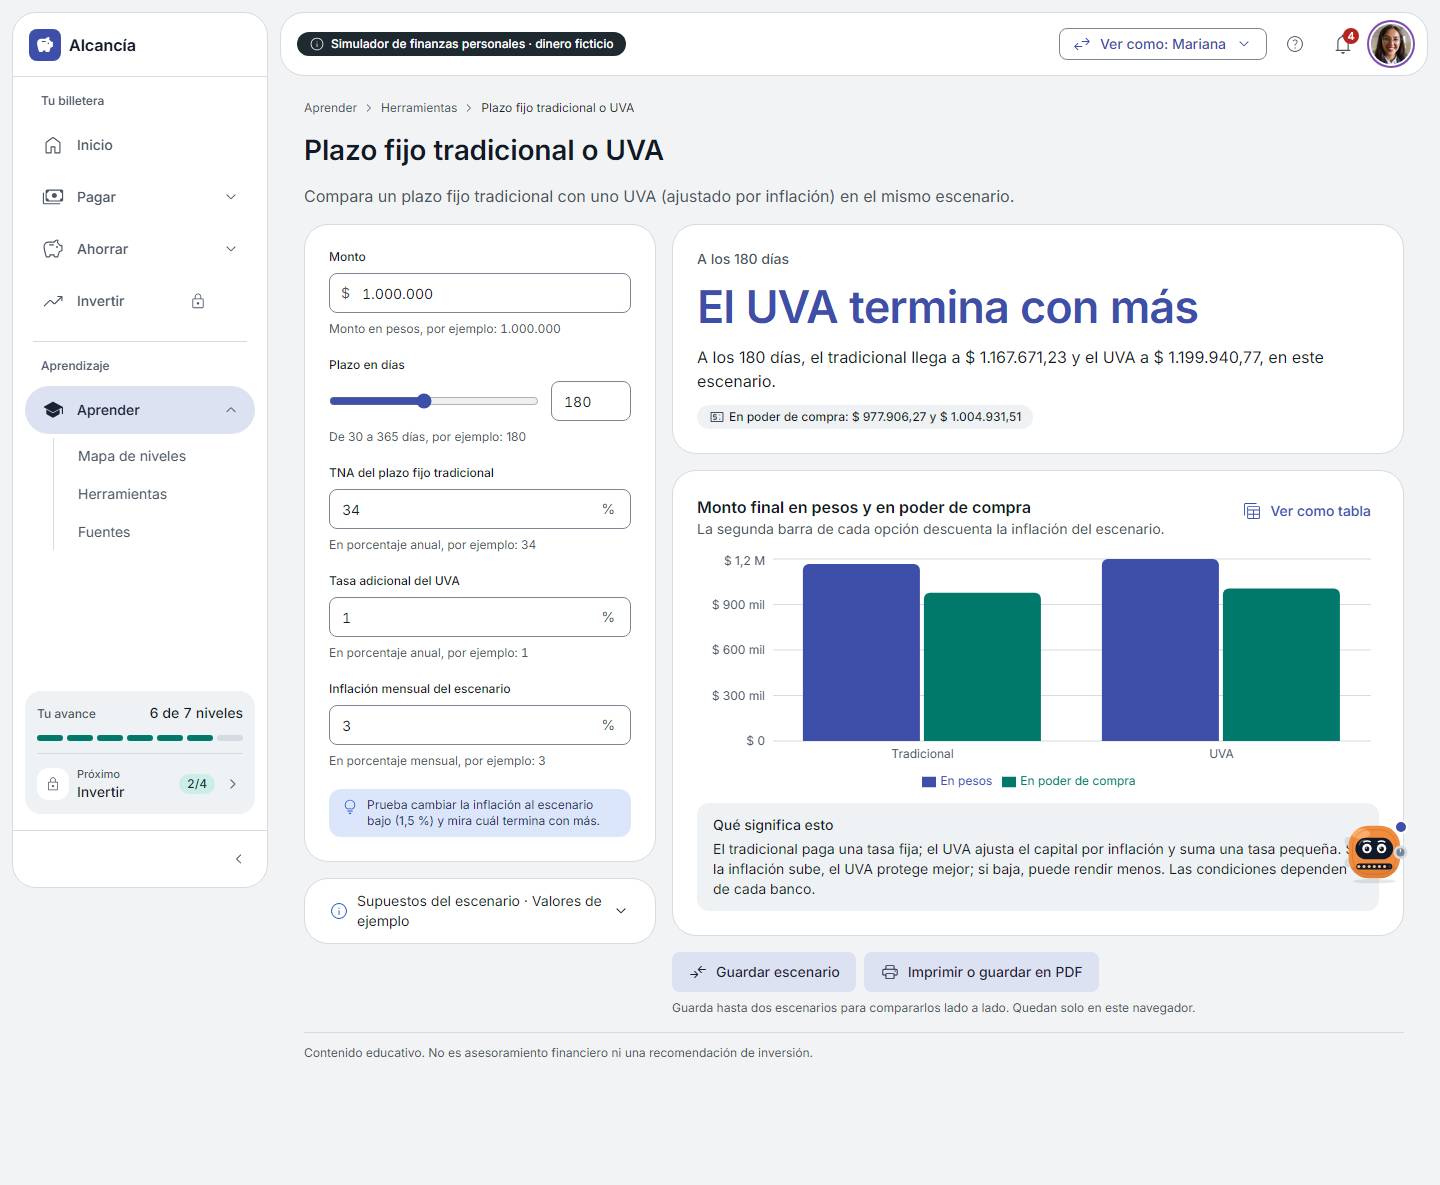 Alcancía
Simulador de finanzas personales · dinero ficticio
Ver como: Mariana
4
Tu billetera
Inicio
Pagar
Ahorrar
Invertir
Aprendizaje
Aprender
Mapa de niveles
Herramientas
Fuentes
Tu avance
6 de 7 niveles
Próximo
Invertir
2/4
Aprender
Herramientas
Plazo fijo tradicional o UVA
Plazo fijo tradicional o UVA
Compara un plazo fijo tradicional con uno UVA (ajustado por inflación) en el mismo escenario.
Monto
$ 1.000.000
Monto en pesos, por ejemplo: 1.000.000
Plazo en días
180
De 30 a 365 días, por ejemplo: 180
TNA del plazo fijo tradicional
34 %
En porcentaje anual, por ejemplo: 34
Tasa adicional del UVA
1 %
En porcentaje anual, por ejemplo: 1
Inflación mensual del escenario
3 %
En porcentaje mensual, por ejemplo: 3
Prueba cambiar la inflación al escenario
bajo (1,5 %) y mira cuál termina con más.
Supuestos del escenario · Valores de
ejemplo
A los 180 días
El UVA termina con más
A los 180 días, el tradicional llega a $ 1.167.671,23 y el UVA a $ 1.199.940,77, en este
escenario.
En poder de compra: $ 977.906,27 y $ 1.004.931,51
Monto final en pesos y en poder de compra
La segunda barra de cada opción descuenta la inflación del escenario.
Ver como tabla
$ 1,2 M
$ 900 mil
$ 600 mil
$ 300 mil
$ 0
Tradicional
UVA
En pesos
En poder de compra
Qué significa esto
El tradicional paga una tasa fija; el UVA ajusta el capital por inflación y suma una tasa pequeña.
la inflación sube, el UVA protege mejor; si baja, puede rendir menos. Las condiciones dependen
de cada banco.
Guardar escenario
Imprimir o guardar en PDF
Guarda hasta dos escenarios para compararlos lado a lado. Quedan solo en este navegador.
Contenido educativo. No es asesoramiento financiero ni una recomendación de inversión.